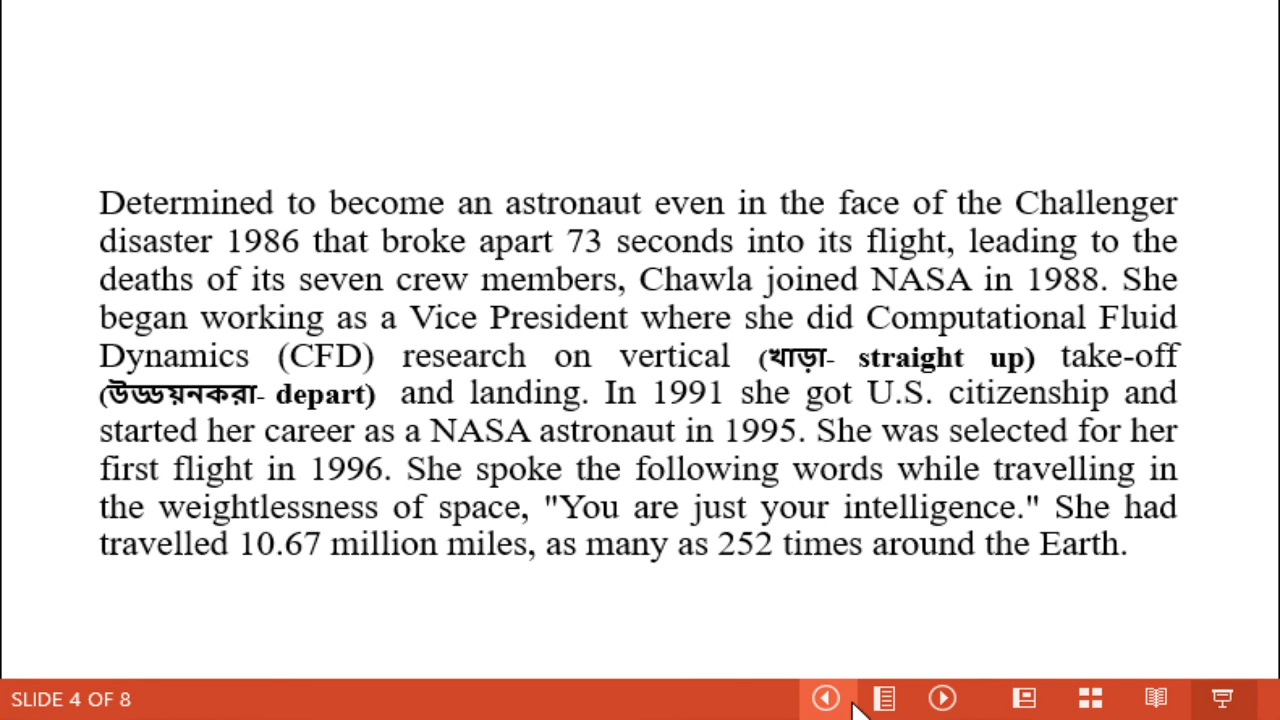 Determined to become an astronaut even in the face of the Challenger
disaster 1986 that broke apart 73 seconds into its flight, leading to the
deaths of its seven crew members, Chawla joined NASA in 1988. She
began working as a Vice President where she did Computational Fluid
Dynamics (CFD) research on vertical (খাড়া- straight up) take-off
(উড্ডয়নকরা- depart) and landing. In 1991 she got U.S. citizenship and
started her career as a NASA astronaut in 1995. She was selected for her
first flight in 1996. She spoke the following words while travelling in
the weightlessness of space, "You are just your intelligence." She had
travelled 10.67 million miles, as many as 252 times around the Earth.
SLIDE 4 OF 8